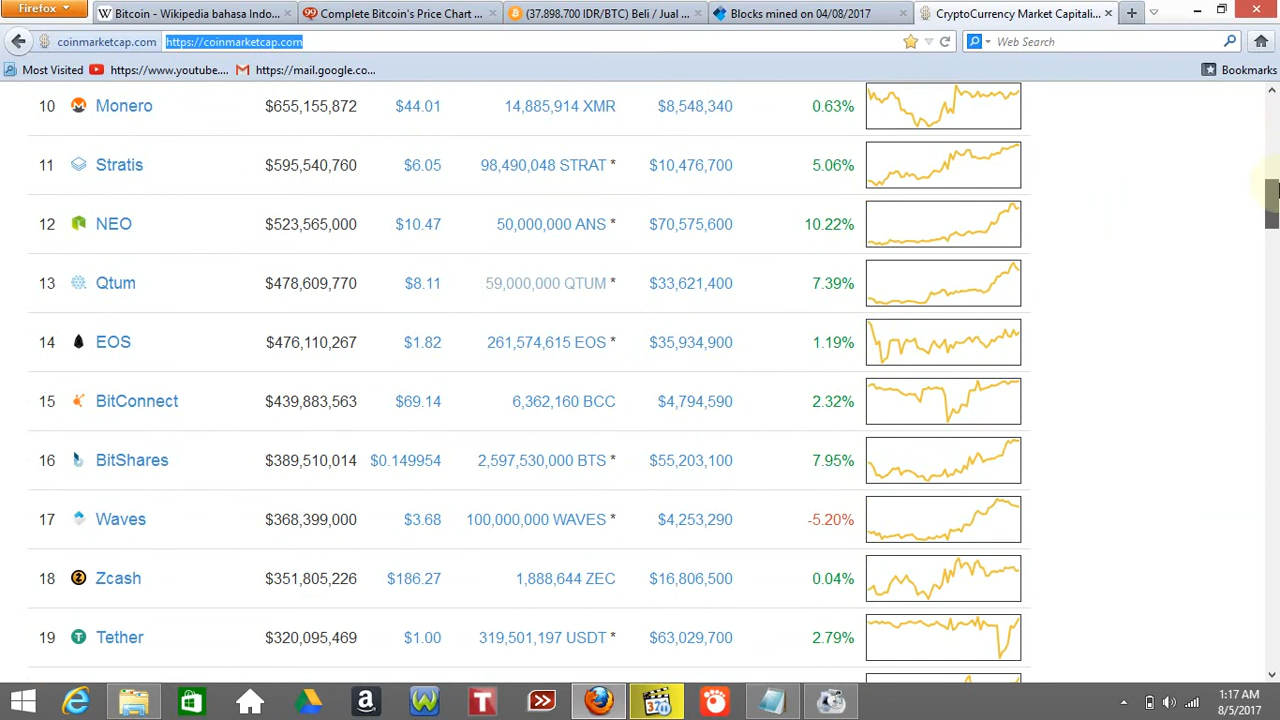 Firefox
Bitcoin - Wikipedia bahasa Indo...
Complete Bitcoin's Price Chart ...
(37.898.700 IDR/BTC) Beli / Jual ...
Blocks mined on 04/08/2017
CryptoCurrency Market Capitali...
coinmarketcap.com
https://coinmarketcap.com
Web Search
Most Visited
https://www.youtube....
https://mail.google.co...
Bookmarks
10 Monero $655,155,872 $44.01 14,885,914 XMR $8,548,340 0.63%
11 Stratis $595,540,760 $6.05 98,490,048 STRAT * $10,476,700 5.06%
12 NEO $523,565,000 $10.47 50,000,000 ANS * $70,575,600 10.22%
13 Qtum $478,609,770 $8.11 59,000,000 QTUM * $33,621,400 7.39%
14 EOS $476,110,267 $1.82 261,574,615 EOS * $35,934,900 1.19%
15 BitConnect $439,883,563 $69.14 6,362,160 BCC $4,794,590 2.32%
16 BitShares $389,510,014 $0.149954 2,597,530,000 BTS * $55,203,100 7.95%
17 Waves $368,399,000 $3.68 100,000,000 WAVES * $4,253,290 -5.20%
18 Zcash $351,805,226 $186.27 1,888,644 ZEC $16,806,500 0.04%
19 Tether $320,095,469 $1.00 319,501,197 USDT * $63,029,700 2.79%
1:17 AM
8/5/2017